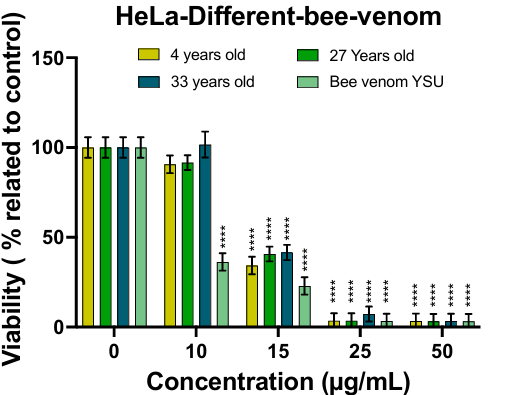 HeLa-Different-bee-venom
4 years old
27 Years old
33 years old
Bee venom YSU
Viability ( % related to control)
150
100
50
0
**** **** **** **** **** **** **** **** **** **** **** **** ****
0 10 15 25 50
Concentration (µg/mL)